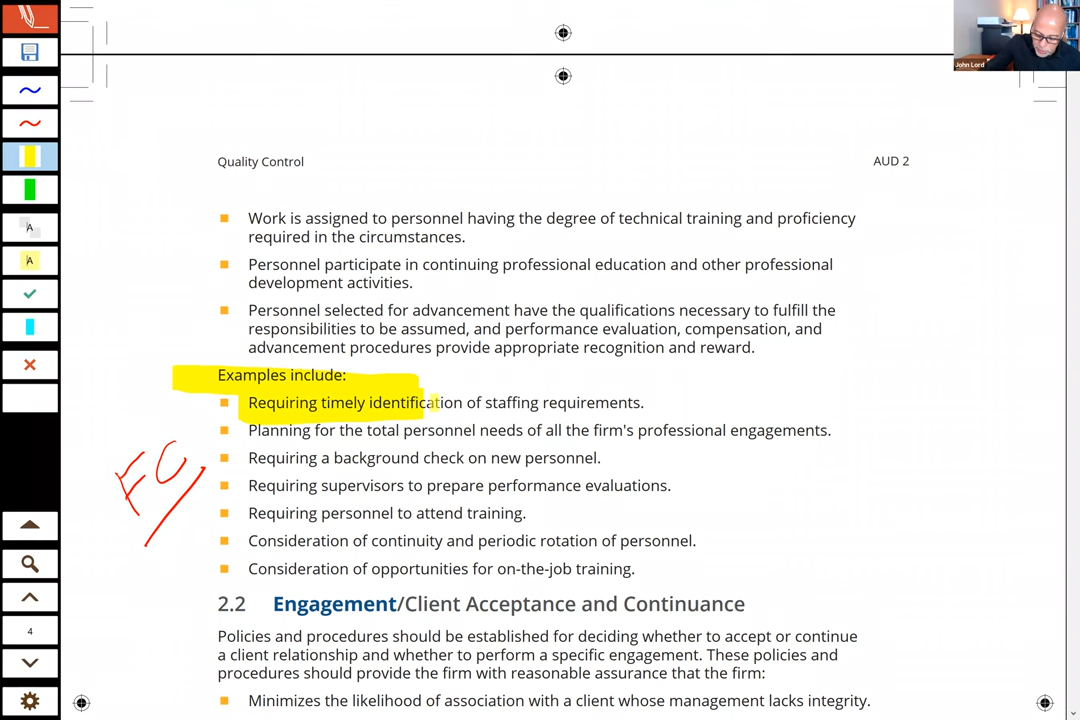 John Lord
Quality Control
AUD 2
Work is assigned to personnel having the degree of technical training and proficiency
required in the circumstances.
Personnel participate in continuing professional education and other professional
development activities.
Personnel selected for advancement have the qualifications necessary to fulfill the
responsibilities to be assumed, and performance evaluation, compensation, and
advancement procedures provide appropriate recognition and reward.
Examples include:
Requiring timely identification of staffing requirements.
Planning for the total personnel needs of all the firm's professional engagements.
Requiring a background check on new personnel.
Requiring supervisors to prepare performance evaluations.
Requiring personnel to attend training.
Consideration of continuity and periodic rotation of personnel.
Consideration of opportunities for on-the-job training.
FC
2.2 Engagement/Client Acceptance and Continuance
Policies and procedures should be established for deciding whether to accept or continue
a client relationship and whether to perform a specific engagement. These policies and
procedures should provide the firm with reasonable assurance that the firm:
Minimizes the likelihood of association with a client whose management lacks integrity.
A
A
4